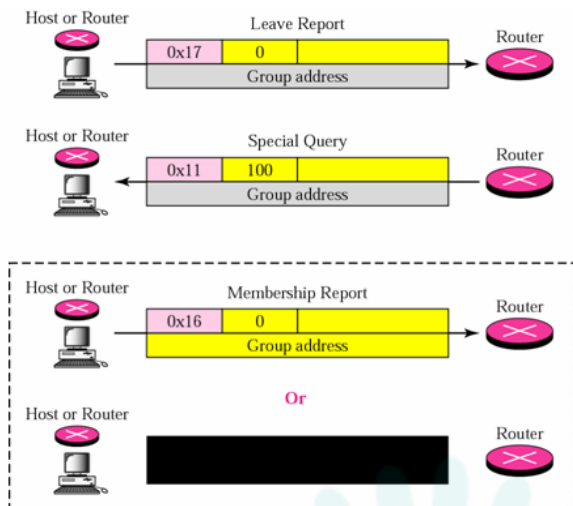 Host or Router
Leave Report
Router
0x17 0
Group address
Host or Router
Special Query
Router
0x11 100
Group address
Host or Router
Membership Report
Router
0x16 0
Group address
Or
Host or Router
Router